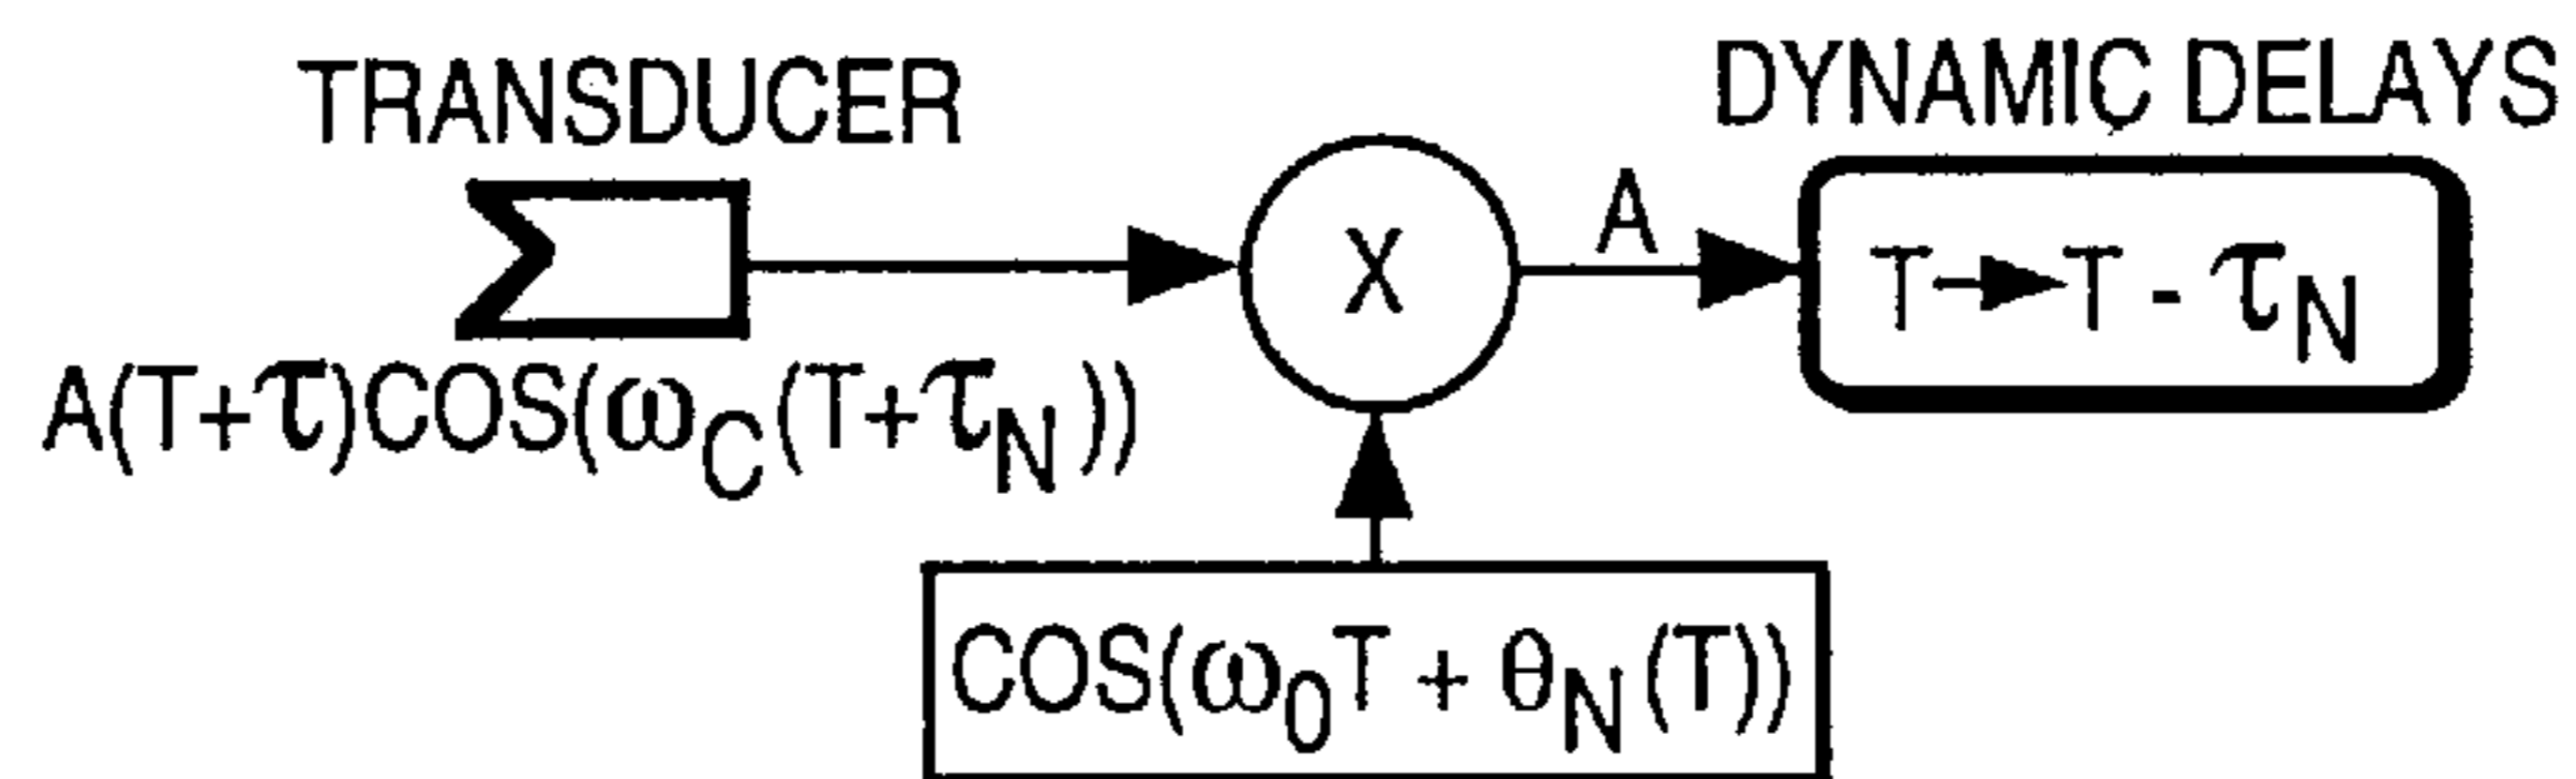 TRANSDUCER
DYNAMIC DELAYS
X
A
T→T - τN
A(T+τ)COS(ωC(T+τN))
COS(ω0T + θN(T))